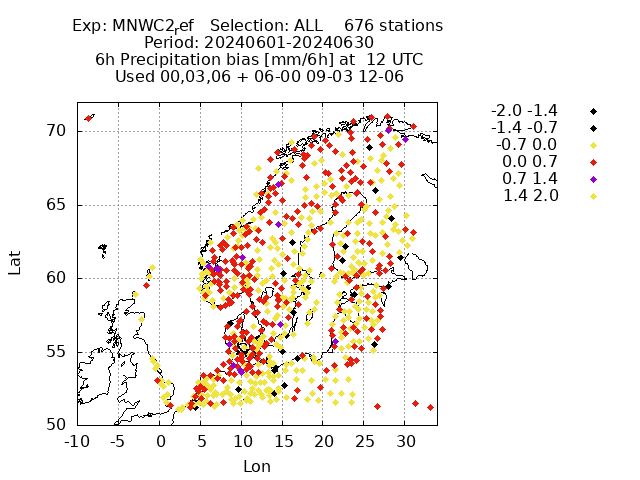 Exp: MNWC2ref   Selection: ALL    676 stations
Period: 20240601-20240630
6h Precipitation bias [mm/6h] at  12 UTC
Used 00,03,06 + 06-00 09-03 12-06
-2.0 -1.4
-1.4 -0.7
-0.7 0.0
0.0 0.7
0.7 1.4
1.4 2.0
70
65
60
55
50
Lat
-10 -5 0 5 10 15 20 25 30
Lon